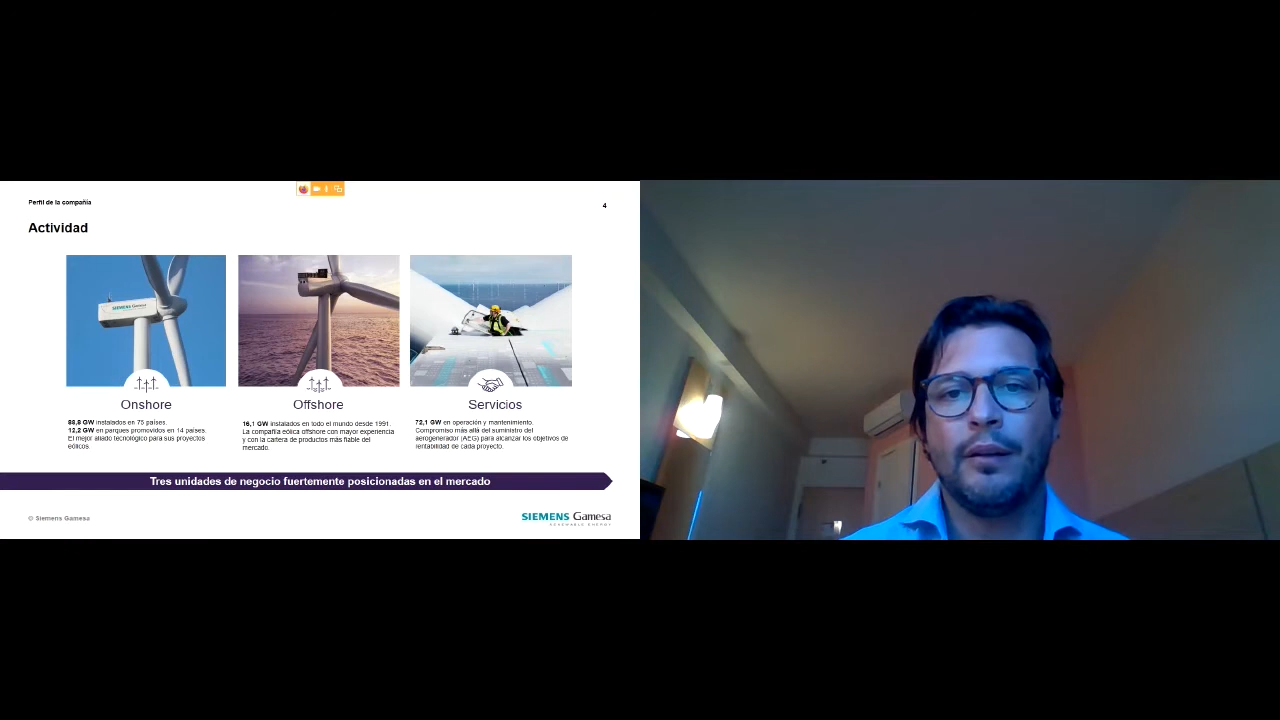 Perfil de la compañía
4
Actividad
SIEMENS Gamesa
Onshore
88,8 GW instalados en 75 países.
12,2 GW en parques promovidos en 14 países.
El mejor aliado tecnológico para sus proyectos
eólicos
Offshore
16,1 GW instalados en todo el mundo desde 1991.
La compañía eólica offshore con mayor experiencia
y con la cartera de productos más fiable del
mercado.
Servicios
72,1 GW en operación y mantenimiento.
Compromiso más allá del suministro del
aerogenerador (AEG) para alcanzar los objetivos de
rentabilidad de cada proyecto.
Tres unidades de negocio fuertemente posicionadas en el mercado
© Siemens Gamesa
SIEMENS Gamesa
RENEWABLE ENERGY